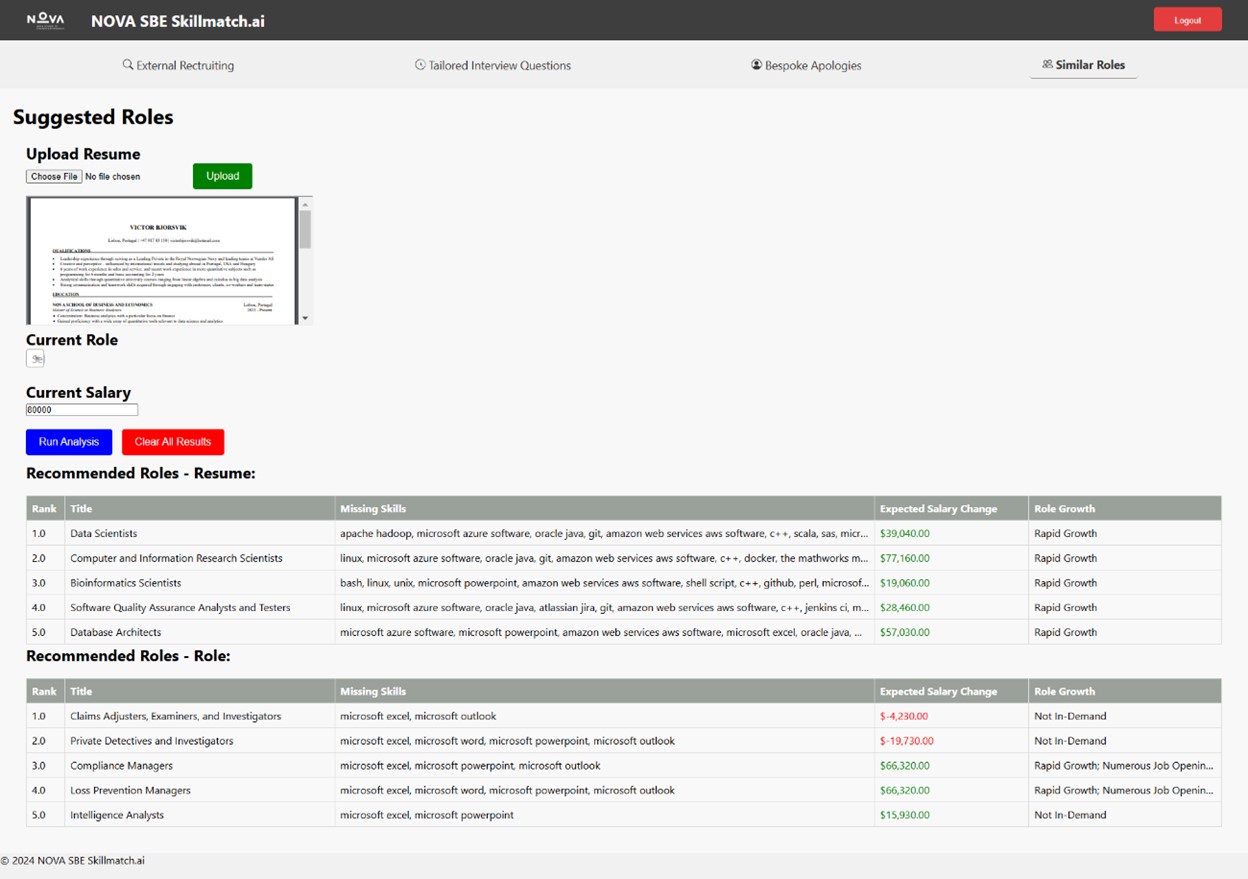 NOVA NOVA SBE Skillmatch.ai Logout
External Rectruiting Tailored Interview Questions Bespoke Apologies Similar Roles
Suggested Roles
Upload Resume
Choose File No file chosen Upload
VICTOR BJORSVIK
QUALIFICATIONS
EDUCATION
NOVA SCHOOL OF BUSINESS AND ECONOMICS Lisbon, Portugal
Current Role
Current Salary
80000
Run Analysis Clear All Results
Recommended Roles - Resume:
Rank Title Missing Skills Expected Salary Change Role Growth
1.0 Data Scientists apache hadoop, microsoft azure software, oracle java, git, amazon web services aws software, c++, scala, sas, micr... $39,040.00 Rapid Growth
2.0 Computer and Information Research Scientists linux, microsoft azure software, oracle java, git, amazon web services aws software, c++, docker, the mathworks m... $77,160.00 Rapid Growth
3.0 Bioinformatics Scientists bash, linux, unix, microsoft powerpoint, amazon web services aws software, shell script, c++, github, perl, microsof... $19,060.00 Rapid Growth
4.0 Software Quality Assurance Analysts and Testers linux, microsoft azure software, oracle java, atlassian jira, git, amazon web services aws software, c++, jenkins ci, m... $28,460.00 Rapid Growth
5.0 Database Architects microsoft azure software, microsoft powerpoint, amazon web services aws software, microsoft excel, oracle java, ... $57,030.00 Rapid Growth
Recommended Roles - Role:
Rank Title Missing Skills Expected Salary Change Role Growth
1.0 Claims Adjusters, Examiners, and Investigators microsoft excel, microsoft outlook $-4,230.00 Not In-Demand
2.0 Private Detectives and Investigators microsoft excel, microsoft word, microsoft powerpoint, microsoft outlook $-19,730.00 Not In-Demand
3.0 Compliance Managers microsoft excel, microsoft powerpoint, microsoft outlook $66,320.00 Rapid Growth; Numerous Job Openin...
4.0 Loss Prevention Managers microsoft excel, microsoft word, microsoft powerpoint, microsoft outlook $66,320.00 Rapid Growth; Numerous Job Openin...
5.0 Intelligence Analysts microsoft excel, microsoft powerpoint $15,930.00 Not In-Demand
© 2024 NOVA SBE Skillmatch.ai